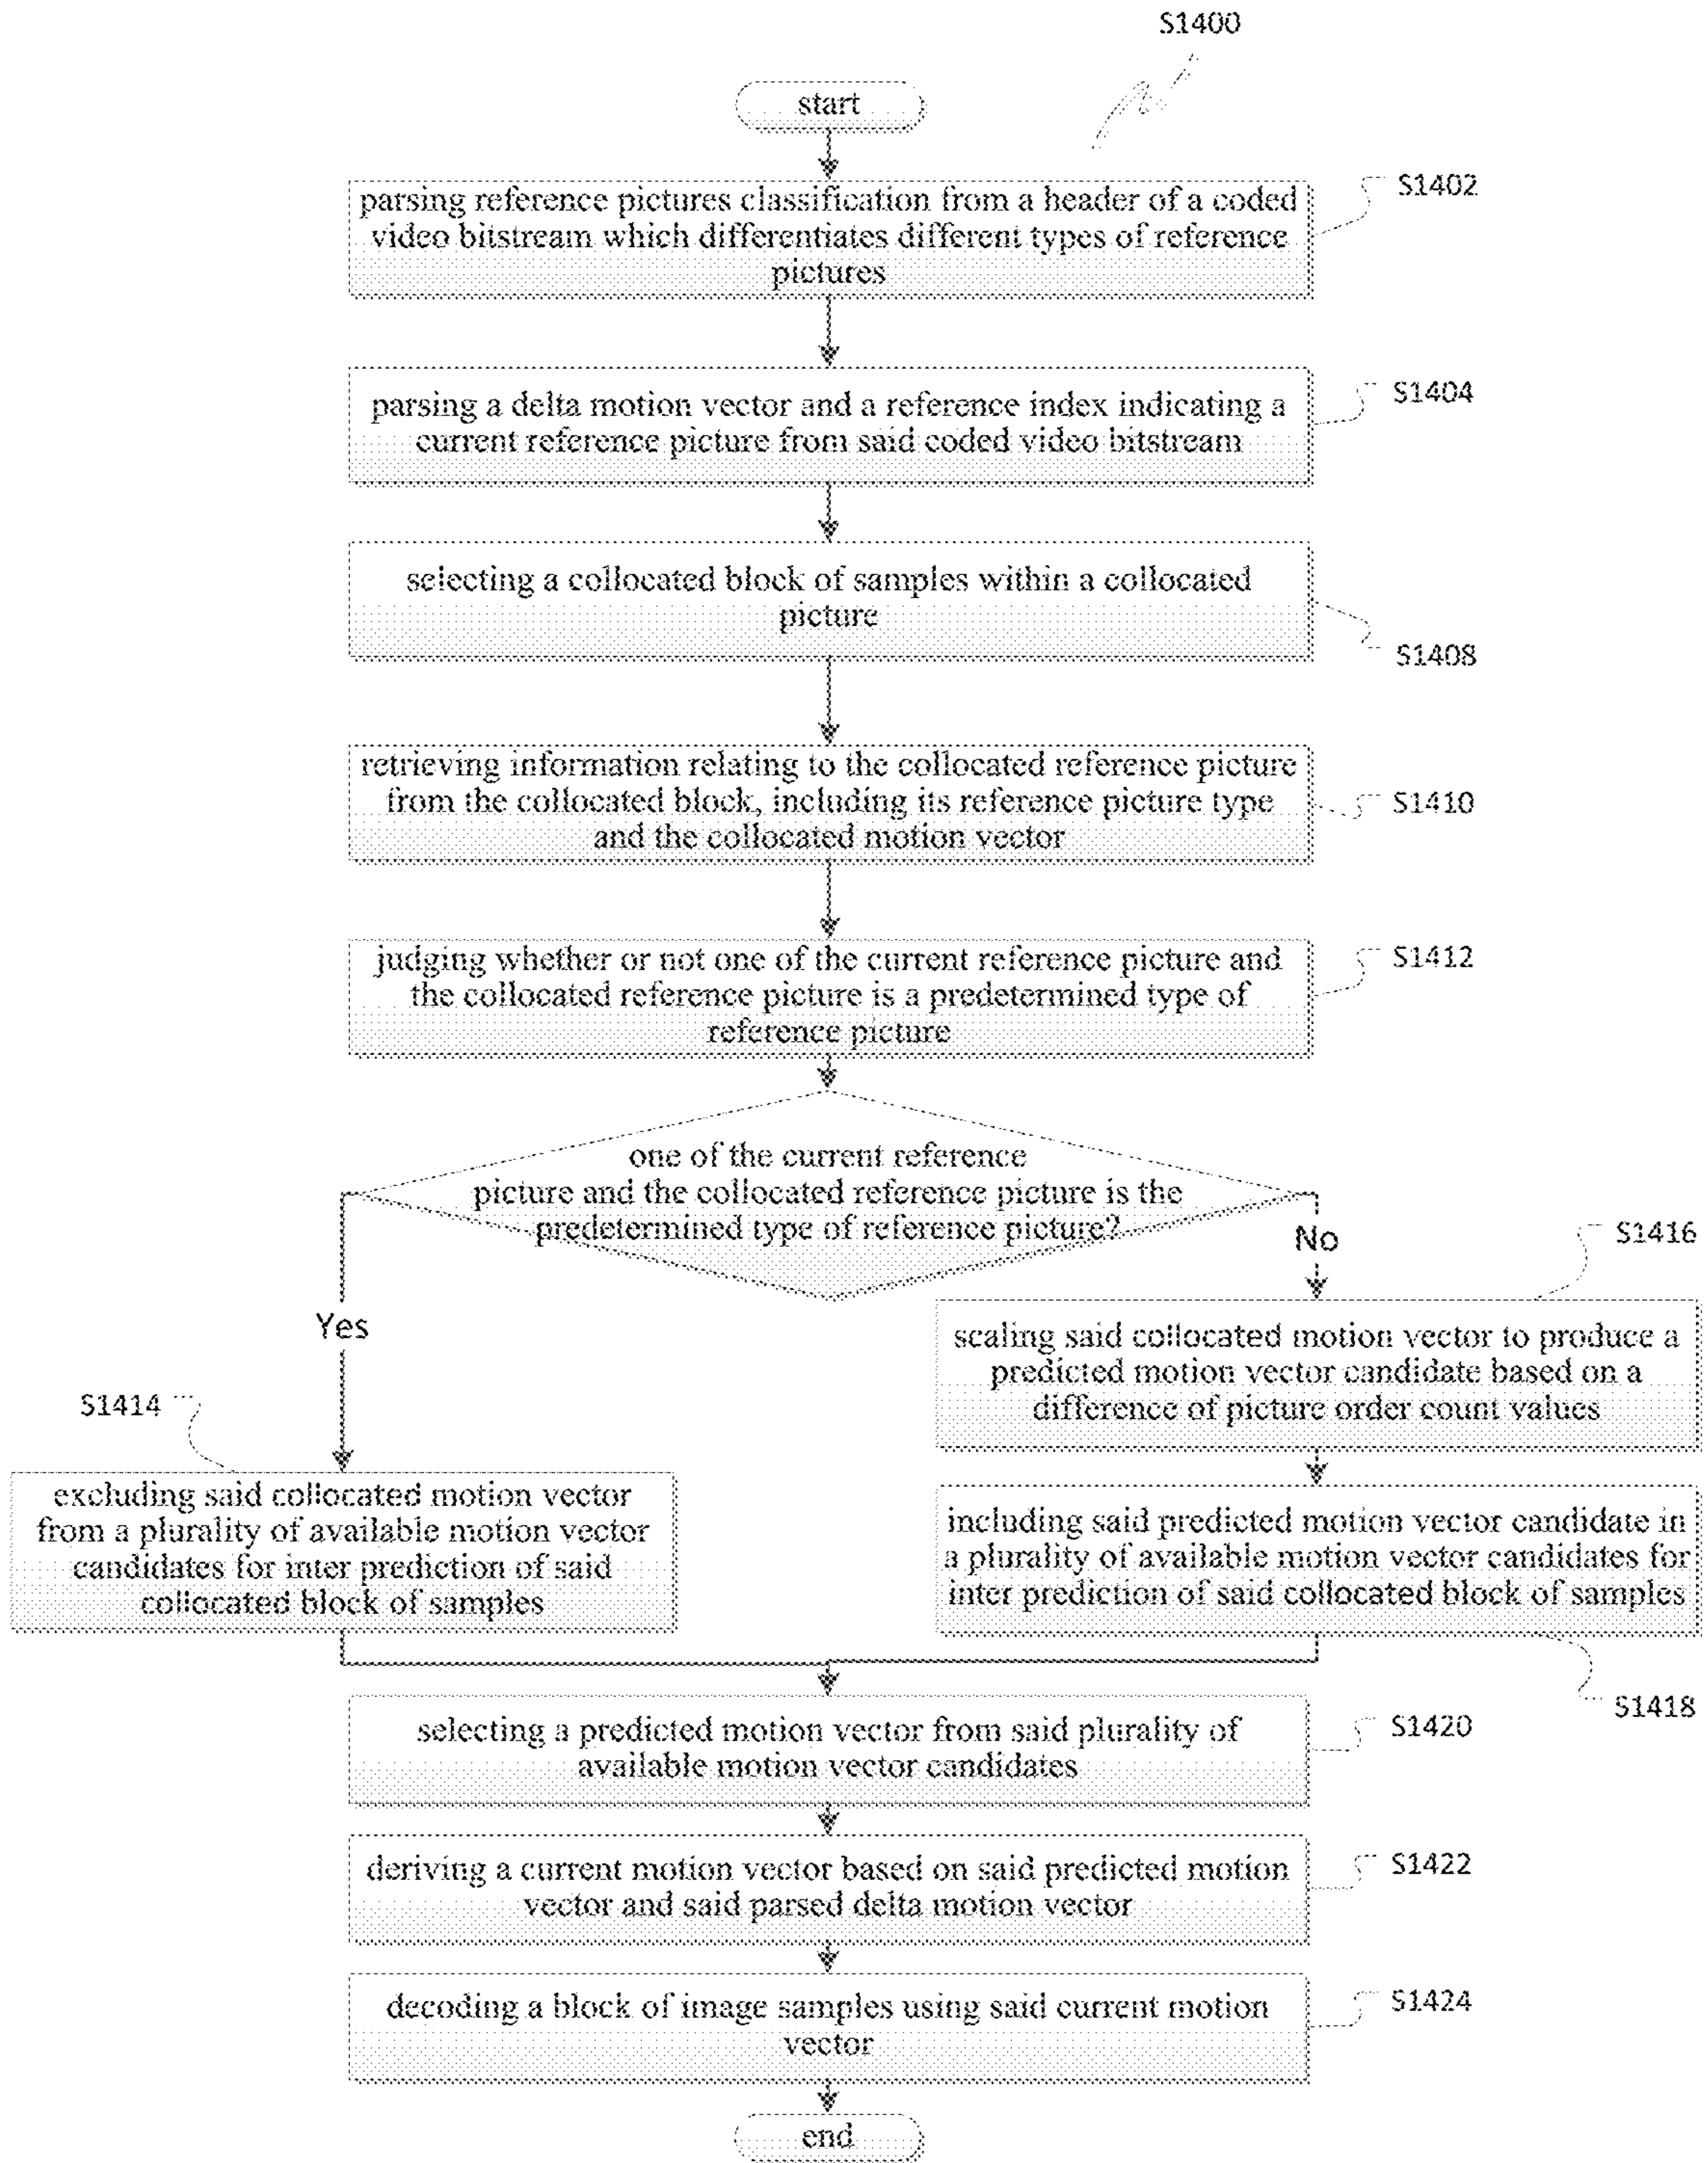 S1400
start
parsing reference pictures classification from a header of a coded
video bitstream which differentiates different types of reference
pictures
S1402
parsing a delta motion vector and a reference index indicating a
current reference picture from said coded video bitstream
S1404
selecting a collocated block of samples within a collocated
picture
S1408
retrieving information relating to the collocated reference picture
from the collocated block, including its reference picture type
and the collocated motion vector
S1410
judging whether or not one of the current reference picture and
the collocated reference picture is a predetermined type of
reference picture
S1412
one of the current reference
picture and the collocated reference picture is the
predetermined type of reference picture?
Yes
No
S1414
excluding said collocated motion vector
from a plurality of available motion vector
candidates for inter prediction of said
collocated block of samples
S1416
scaling said collocated motion vector to produce a
predicted motion vector candidate based on a
difference of picture order count values
including said predicted motion vector candidate in
a plurality of available motion vector candidates for
inter prediction of said collocated block of samples
S1418
selecting a predicted motion vector from said plurality of
available motion vector candidates
S1420
deriving a current motion vector based on said predicted motion
vector and said parsed delta motion vector
S1422
decoding a block of image samples using said current motion
vector
S1424
end